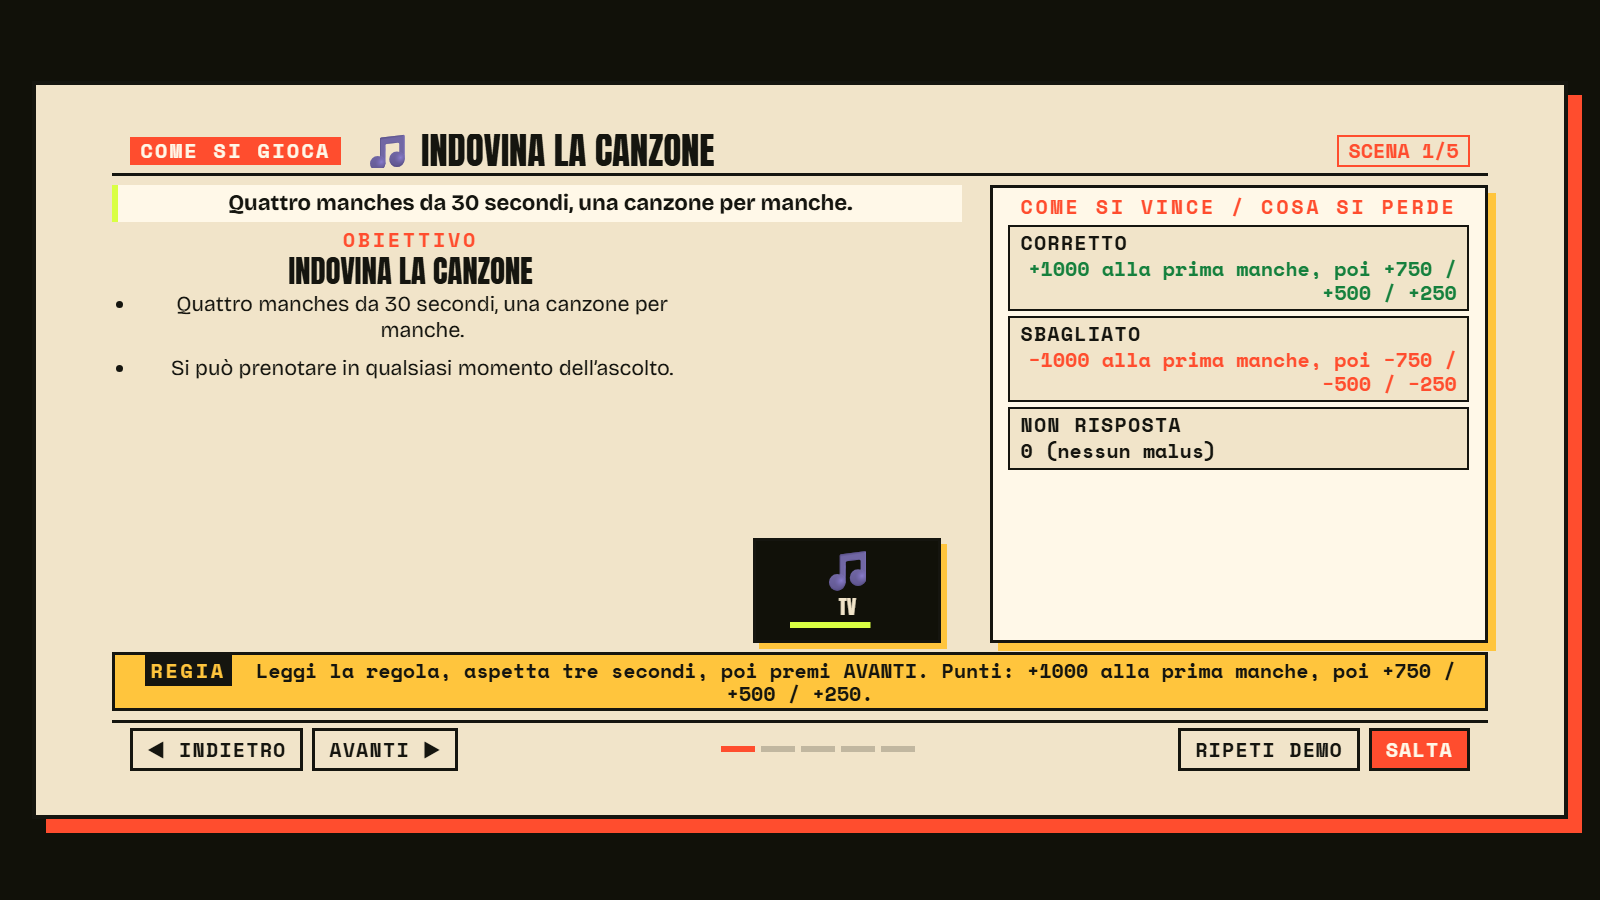 COME SI GIOCA
INDOVINA LA CANZONE
SCENA 1/5
Quattro manches da 30 secondi, una canzone per manche.
OBIETTIVO
INDOVINA LA CANZONE
• Quattro manches da 30 secondi, una canzone per
manche.
• Si può prenotare in qualsiasi momento dell'ascolto.
TV
COME SI VINCE / COSA SI PERDE
CORRETTO
+1000 alla prima manche, poi +750 /
+500 / +250
SBAGLIATO
−1000 alla prima manche, poi −750 /
−500 / −250
NON RISPOSTA
0 (nessun malus)
REGIA Leggi la regola, aspetta tre secondi, poi premi AVANTI. Punti: +1000 alla prima manche, poi +750 /
+500 / +250.
◀ INDIETRO
AVANTI ▶
RIPETI DEMO
SALTA